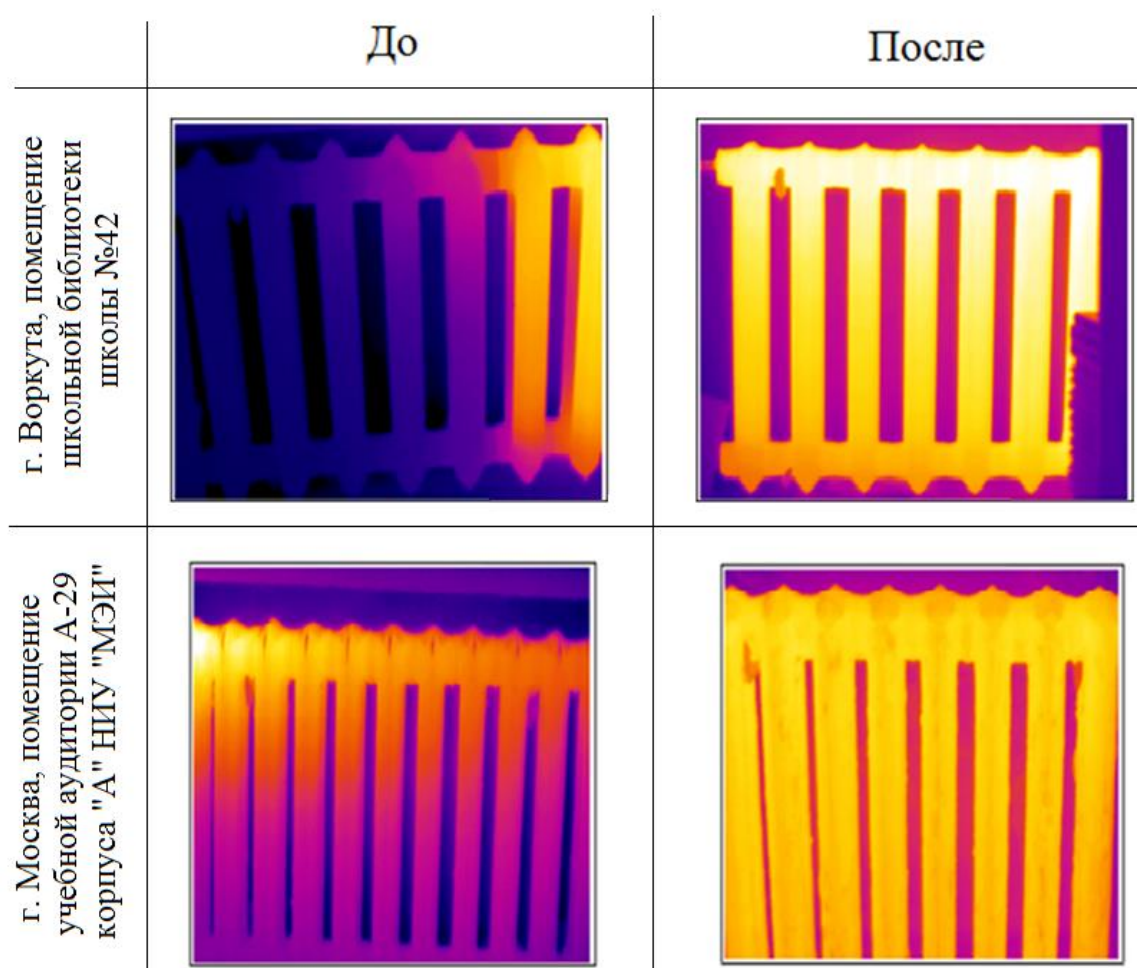 До
После
г. Воркута, помещение
школьной библиотеки
школы №42
г. Москва, помещение
учебной аудитории А-29
корпуса "А" НИУ "МЭИ"